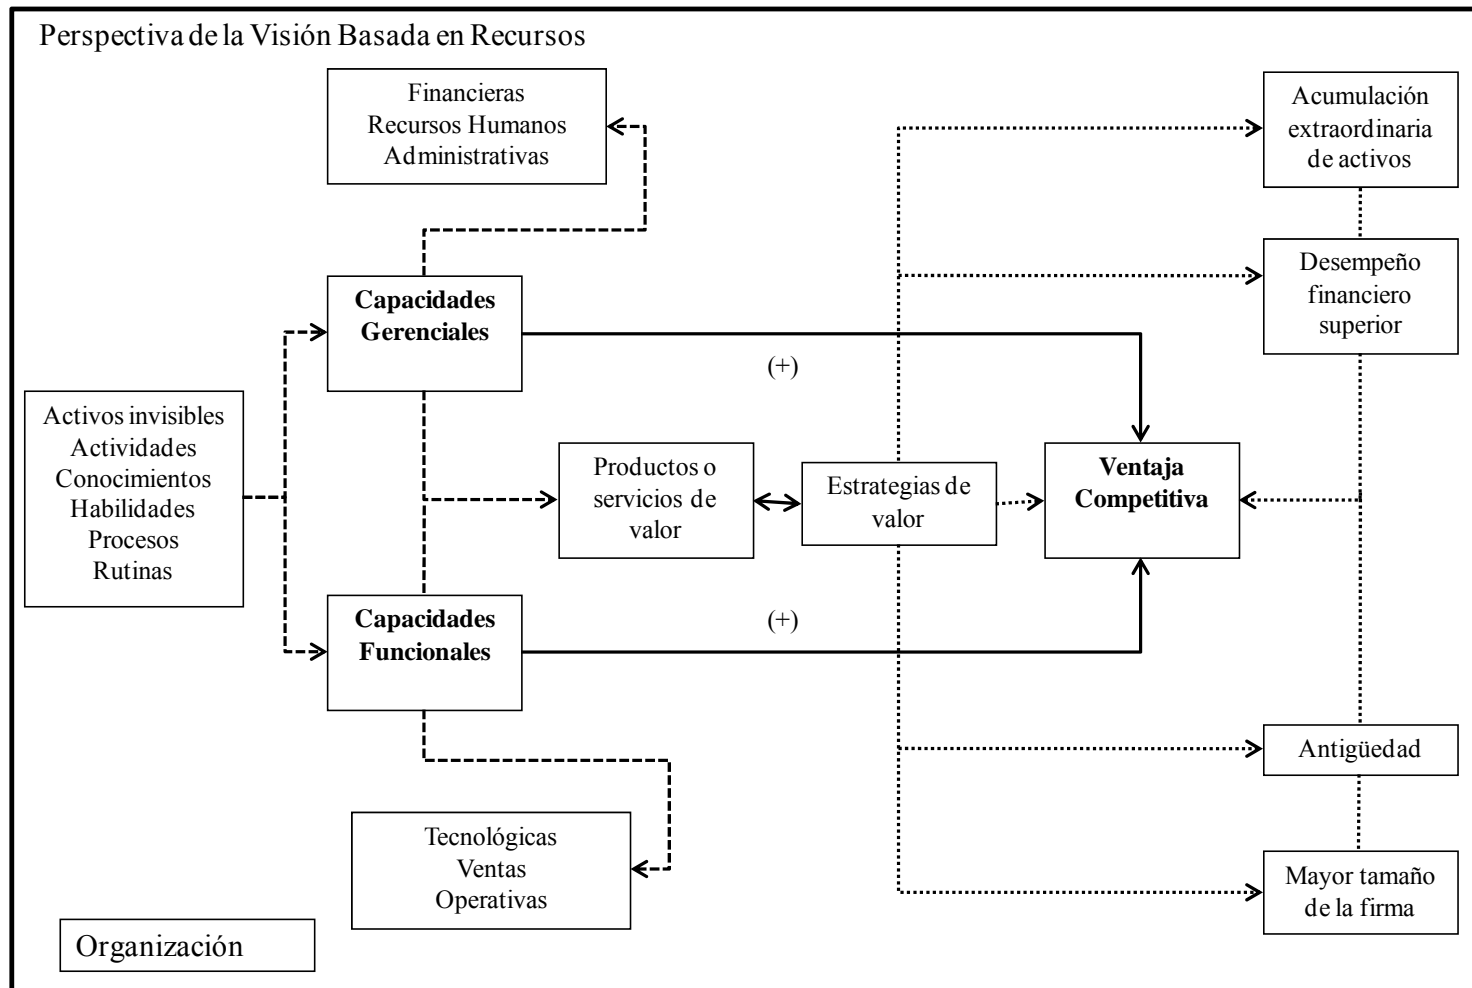 Perspectiva de la Visión Basada en Recursos
Financieras
Recursos Humanos
Administrativas
Acumulación
extraordinaria
de activos
Desempeño
financiero
superior
Capacidades
Gerenciales
(+)
Activos invisibles
Actividades
Conocimientos
Habilidades
Procesos
Rutinas
Productos o
servicios de
valor
Estrategias de
valor
Ventaja
Competitiva
Capacidades
Funcionales
(+)
Antigüedad
Tecnológicas
Ventas
Operativas
Mayor tamaño
de la firma
Organización